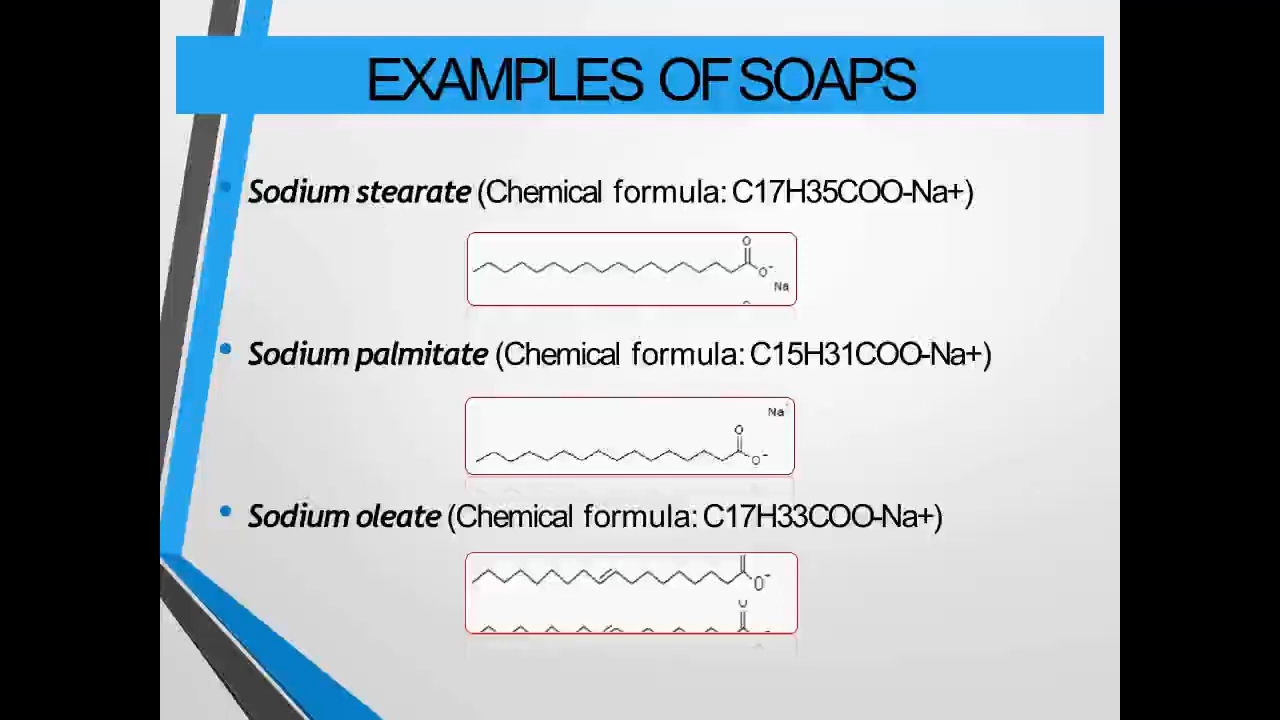 EXAMPLES OF SOAPS
• Sodium stearate (Chemical formula: C17H35COO-Na+)
O
O-
Na
• Sodium palmitate (Chemical formula: C15H31COO-Na+)
Na
O
O-
• Sodium oleate (Chemical formula: C17H33COO-Na+)
O-